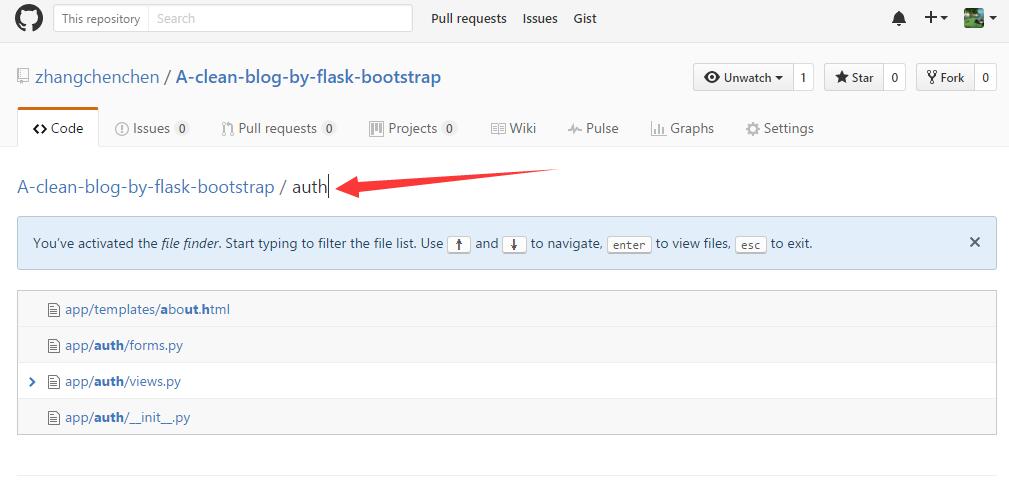 This repository Search Pull requests Issues Gist
zhangchenchen / A-clean-blog-by-flask-bootstrap Unwatch 1 Star 0 Fork 0
Code Issues 0 Pull requests 0 Projects 0 Wiki Pulse Graphs Settings
A-clean-blog-by-flask-bootstrap / auth
You've activated the file finder. Start typing to filter the file list. Use ↑ and ↓ to navigate, enter to view files, esc to exit.
app/templates/about.html
app/auth/forms.py
app/auth/views.py
app/auth/__init__.py